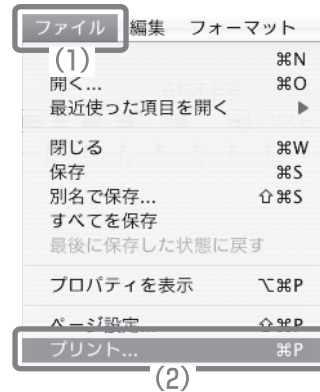 ファイル 編集 フォーマット
(1)
⌘N
開く... ⌘O
最近使った項目を開く ▶
閉じる ⌘W
保存 ⌘S
別名で保存... ⇧⌘S
すべてを保存
最後に保存した状態に戻す
プロパティを表示 ⌥⌘P
ページ設定... ⇧⌘P
プリント... ⌘P
(2)